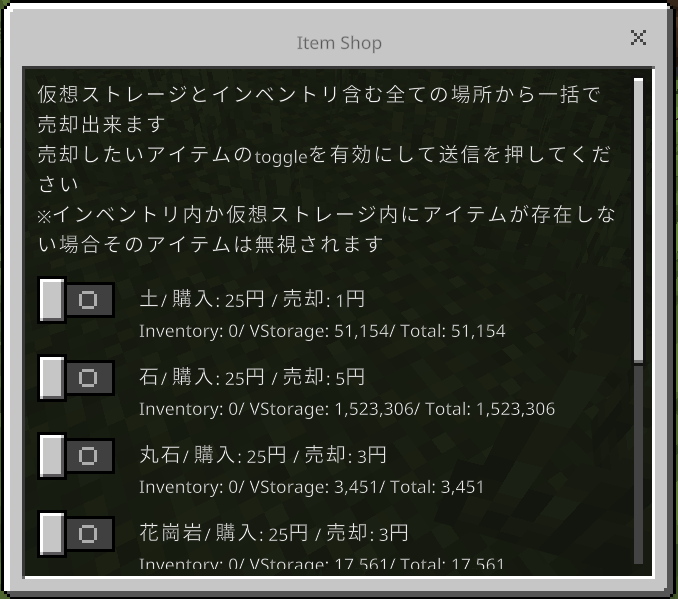 Item Shop
仮想ストレージとインベントリ含む全ての場所から一括で
売却出来ます
売却したいアイテムのtoggleを有効にして送信を押してくだ
さい
※インベントリ内か仮想ストレージ内にアイテムが存在しな
い場合そのアイテムは無視されます
土/ 購入: 25円 / 売却: 1円
Inventory: 0/ VStorage: 51,154/ Total: 51,154
石/ 購入: 25円 / 売却: 5円
Inventory: 0/ VStorage: 1,523,306/ Total: 1,523,306
丸石/ 購入: 25円 / 売却: 3円
Inventory: 0/ VStorage: 3,451/ Total: 3,451
花崗岩/ 購入: 25円 / 売却: 3円
Inventory: 0/ VStorage: 17,561/ Total: 17,561